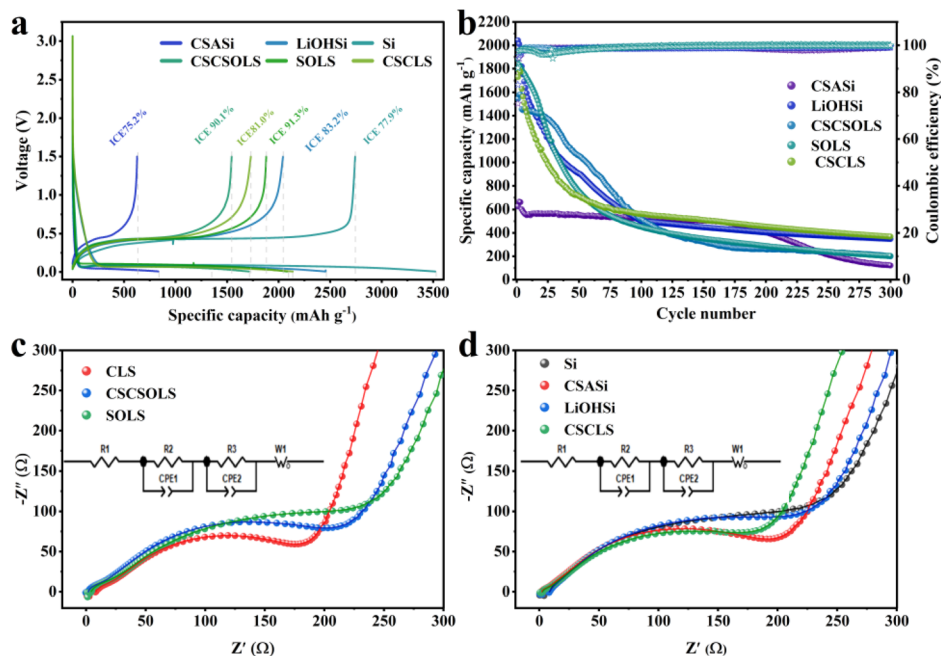 a
CSASi LiOHSi Si
CSCSOLS SOLS CSCLS
ICE75.2% ICE 90.1% ICE81.0% ICE 91.3% ICE 83.2% ICE 77.9%
Voltage (V)
3.0
2.5
2.0
1.5
1.0
0.5
0.0
0 500 1000 1500 2000 2500 3000 3500
Specific capacity (mAh g⁻¹)
b
Specific capacity (mAh g⁻¹)
2200
2000
1800
1600
1400
1200
1000
800
600
400
200
0
CSASi
LiOHSi
CSCSOLS
SOLS
CSCLS
100
80
60
40
20
0
Coulombic efficiency (%)
0 25 50 75 100 125 150 175 200 225 250 275 300
Cycle number
c
-Z″ (Ω)
300
250
200
150
100
50
0
CLS
CSCSOLS
SOLS
R1 R2 R3 W1
CPE1 CPE2
0 50 100 150 200 250 300
Z′ (Ω)
d
-Z″ (Ω)
300
250
200
150
100
50
0
Si
CSASi
LiOHSi
CSCLS
R1 R2 R3 W1
CPE1 CPE2
0 50 100 150 200 250 300
Z′ (Ω)